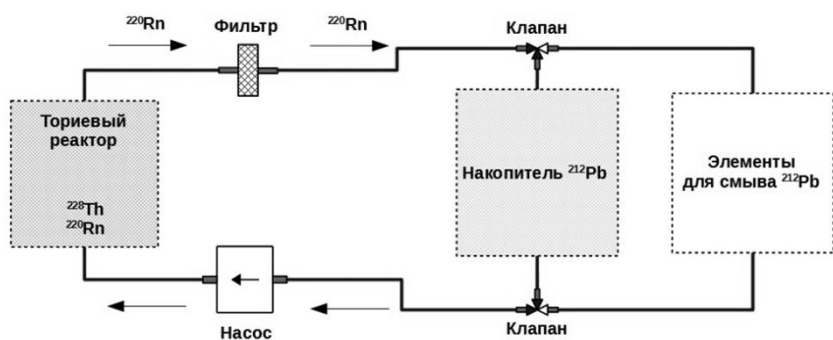 ²²⁰Rn
Фильтр
²²⁰Rn
Клапан
Ториевый
реактор
²²⁸Th
²²⁰Rn
Накопитель ²¹²Pb
Элементы
для смыва ²¹²Pb
Насос
Клапан